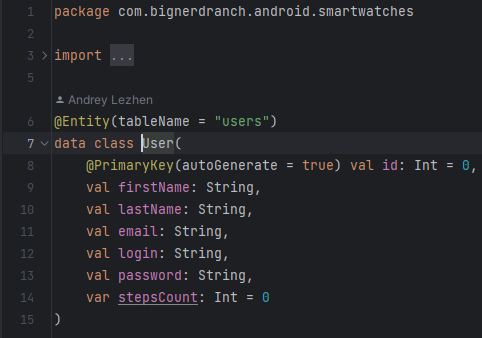 1 package com.bignerdranch.android.smartwatches
2
3 import ...
5
Andrey Lezhen
6 @Entity(tableName = "users")
7 data class User(
8 @PrimaryKey(autoGenerate = true) val id: Int = 0,
9 val firstName: String,
10 val lastName: String,
11 val email: String,
12 val login: String,
13 val password: String,
14 var stepsCount: Int = 0
15 )